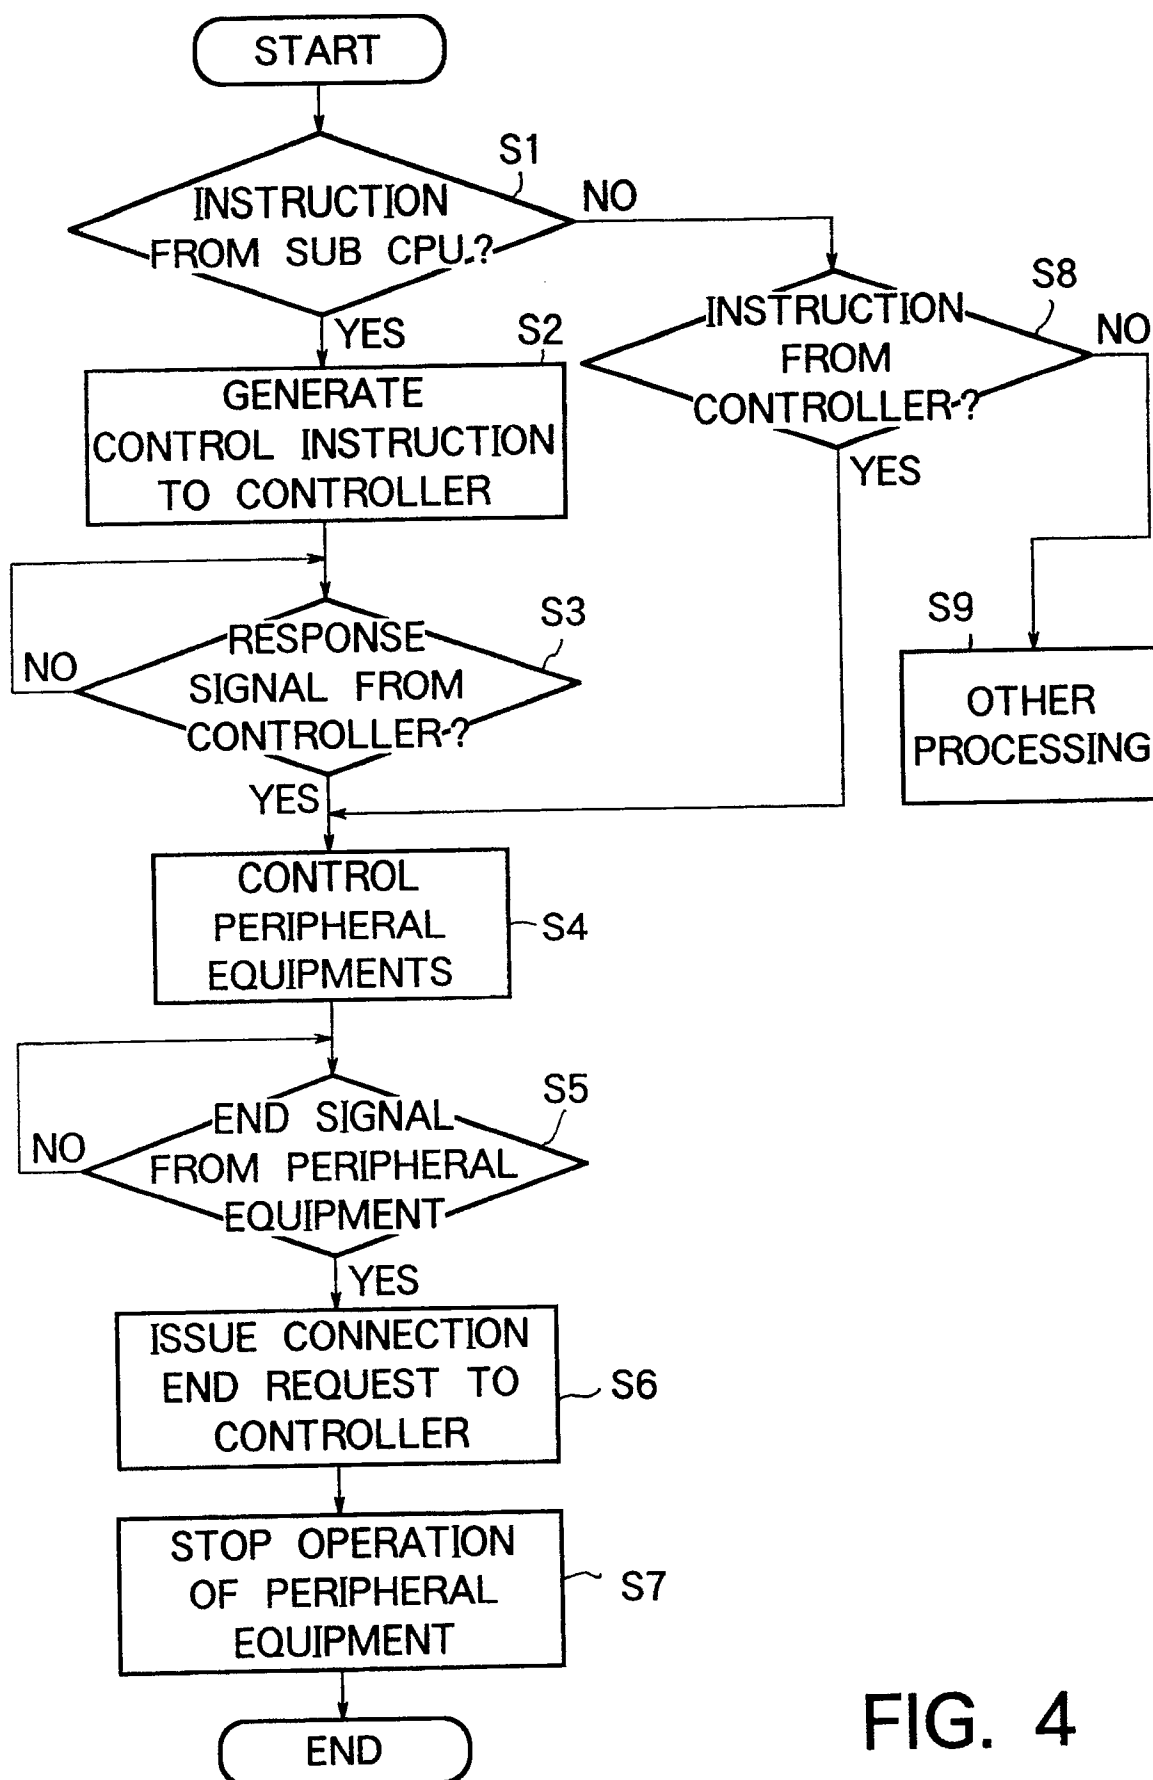 START
S1
INSTRUCTION
FROM SUB CPU ?
NO
YES
S8
INSTRUCTION
FROM
CONTROLLER ?
NO
YES
S2
GENERATE
CONTROL INSTRUCTION
TO CONTROLLER
S3
RESPONSE
SIGNAL FROM
CONTROLLER ?
NO
YES
S9
OTHER
PROCESSING
CONTROL
PERIPHERAL
EQUIPMENTS
S4
S5
END SIGNAL
FROM PERIPHERAL
EQUIPMENT
NO
YES
ISSUE CONNECTION
END REQUEST TO
CONTROLLER
S6
STOP OPERATION
OF PERIPHERAL
EQUIPMENT
S7
END
FIG. 4